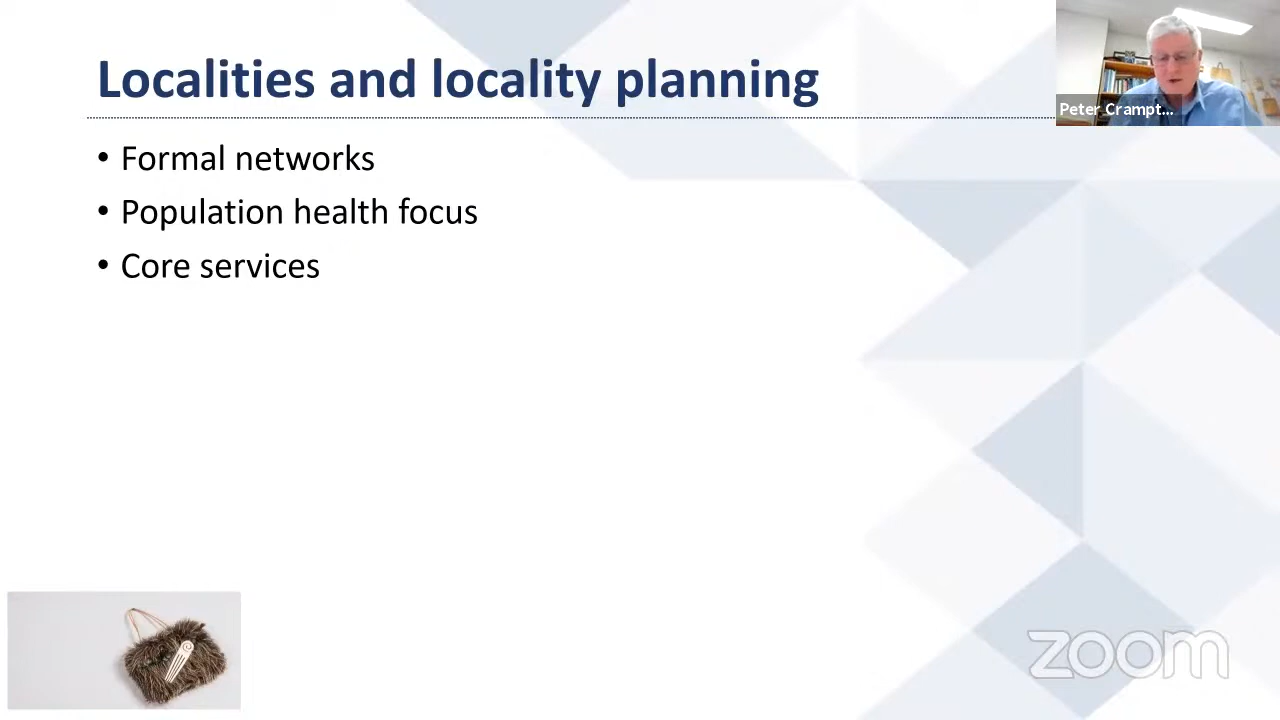 Localities and locality planning
Peter Crampt...
• Formal networks
• Population health focus
• Core services
zoom